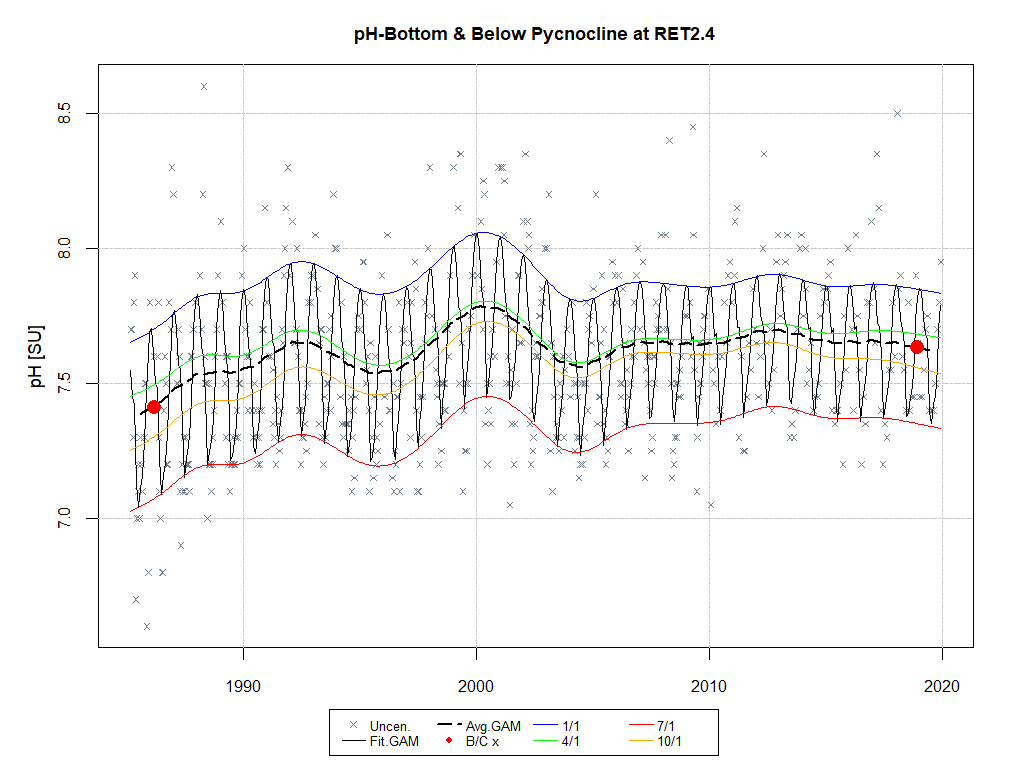 pH-Bottom & Below Pycnocline at RET2.4
pH [SU]
8.5
8.0
7.5
7.0
1990 2000 2010 2020
Uncen. Avg.GAM 1/1 7/1
Fit.GAM B/C x 4/1 10/1